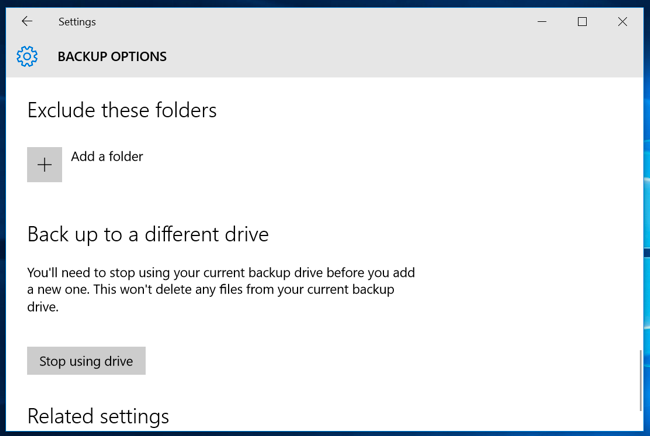 Settings
BACKUP OPTIONS
Exclude these folders
Add a folder
Back up to a different drive
You'll need to stop using your current backup drive before you add
a new one. This won't delete any files from your current backup
drive.
Stop using drive
Related settings